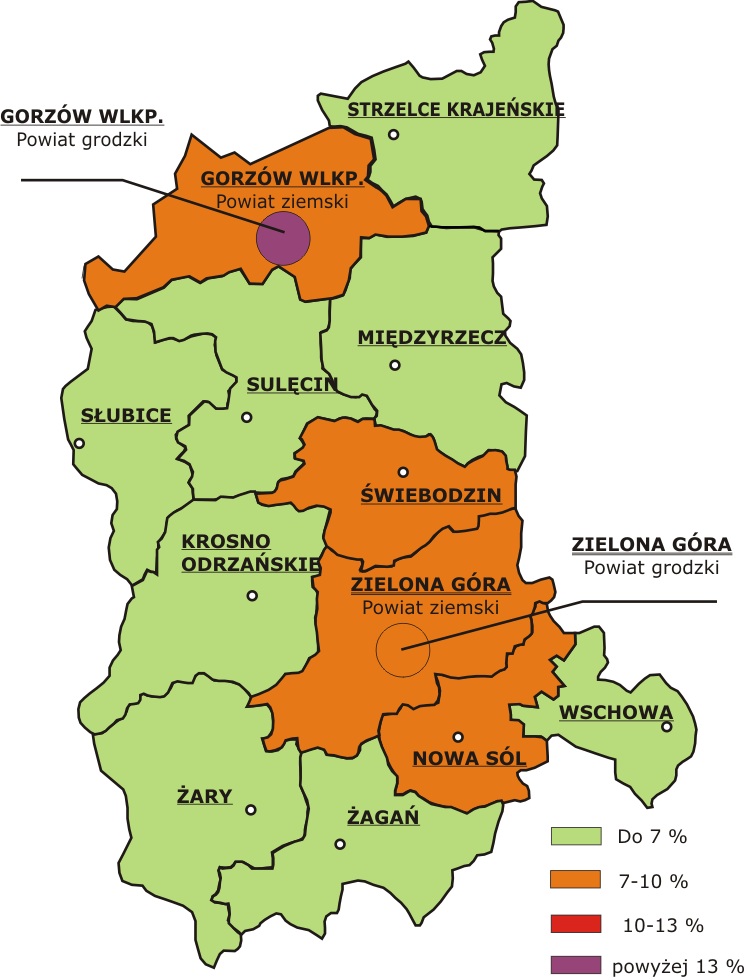 STRZELCE KRAJEŃSKIE
GORZÓW WLKP.
Powiat grodzki
GORZÓW WLKP.
Powiat ziemski
MIĘDZYRZECZ
SULĘCIN
SŁUBICE
ŚWIEBODZIN
KROSNO
ODRZAŃSKIE
ZIELONA GÓRA
Powiat grodzki
ZIELONA GÓRA
Powiat ziemski
WSCHOWA
NOWA SÓL
ŻARY
ŻAGAŃ
Do 7 %
7-10 %
10-13 %
powyżej 13 %